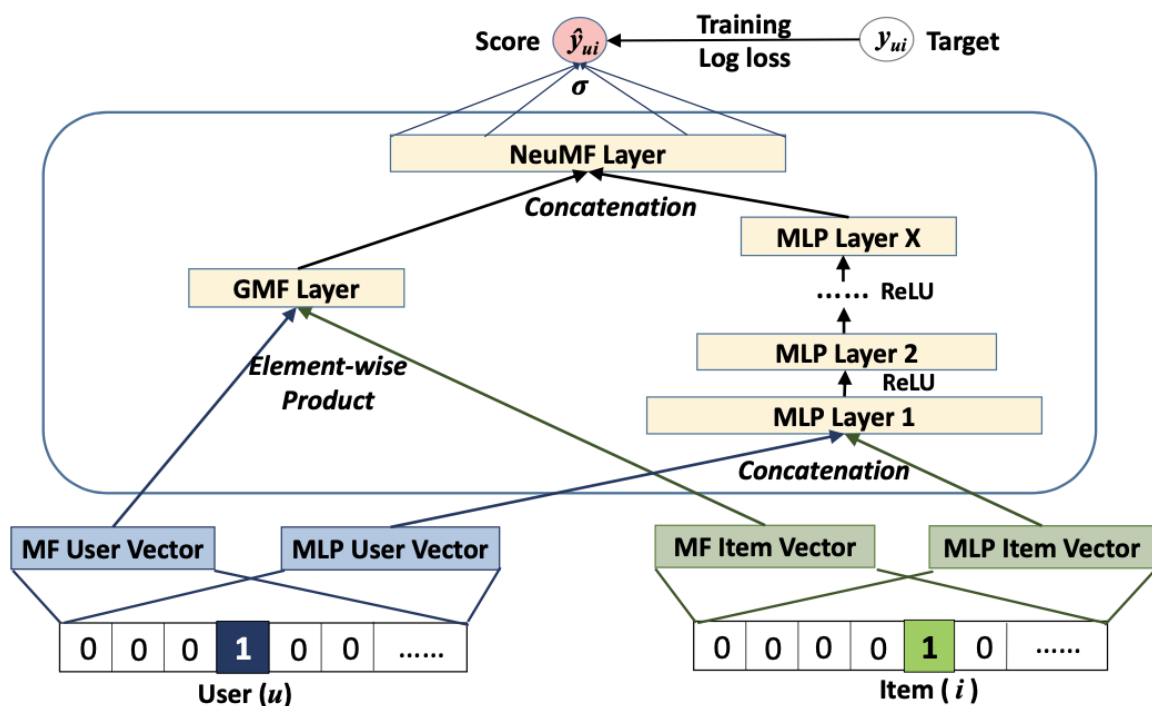 Score ŷui Training yui Target
Log loss
σ
NeuMF Layer
Concatenation
MLP Layer X
GMF Layer
...... ReLU
Element-wise
Product
MLP Layer 2
ReLU
MLP Layer 1
Concatenation
MF User Vector MLP User Vector MF Item Vector MLP Item Vector
0 0 0 1 0 0 ...... 0 0 0 0 1 0 ......
User (u) Item ( i )